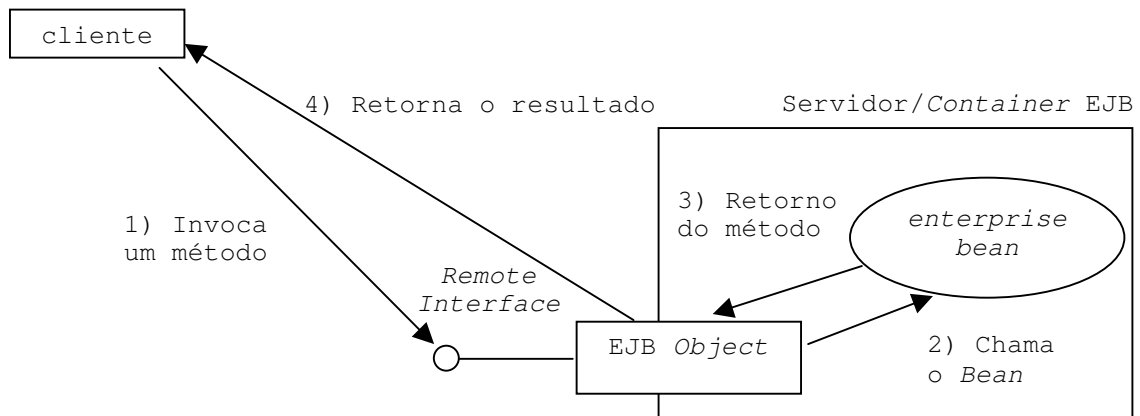 cliente
4) Retorna o resultado
Servidor/Container EJB
1) Invoca
um método
3) Retorno
do método
enterprise
bean
Remote
Interface
EJB Object
2) Chama
o Bean